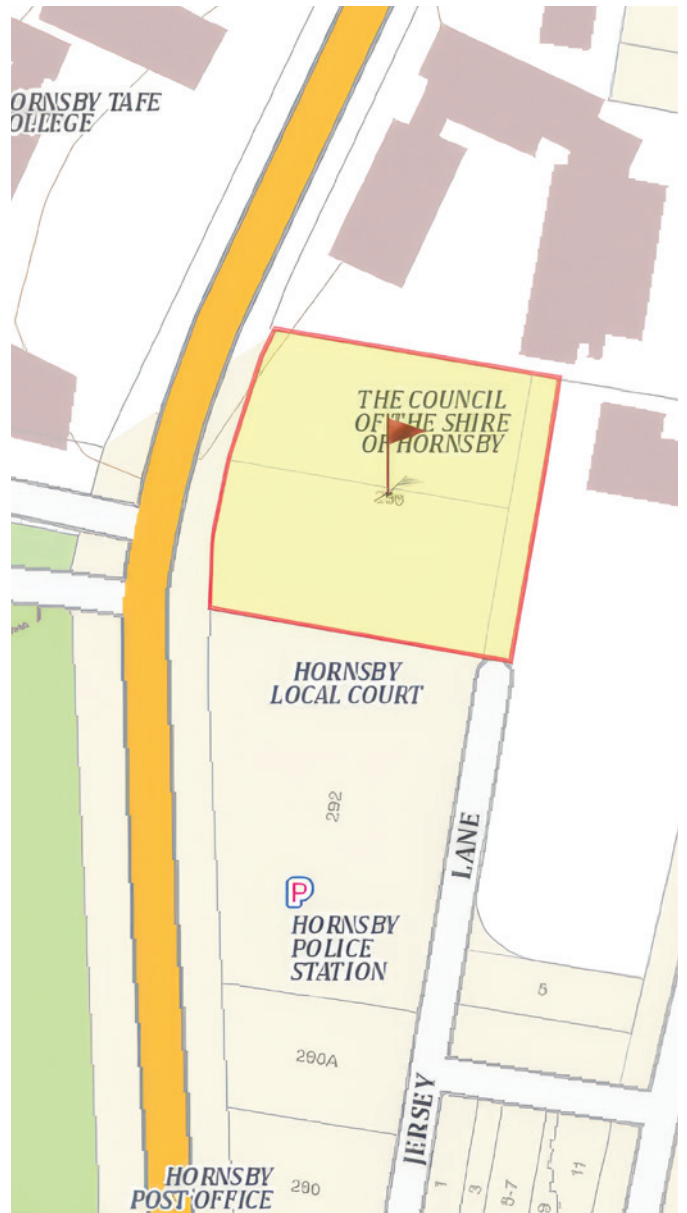 ORNSBY TAFE
OLLEGE
THE COUNCIL
OF THE SHIRE
OF HORNSBY
HORNSBY
LOCAL COURT
292
LANE
P
HORNSBY
POLICE
STATION
5
290A
JERSEY
HORNSBY
POST OFFICE
290
1
3
5-7
9
11